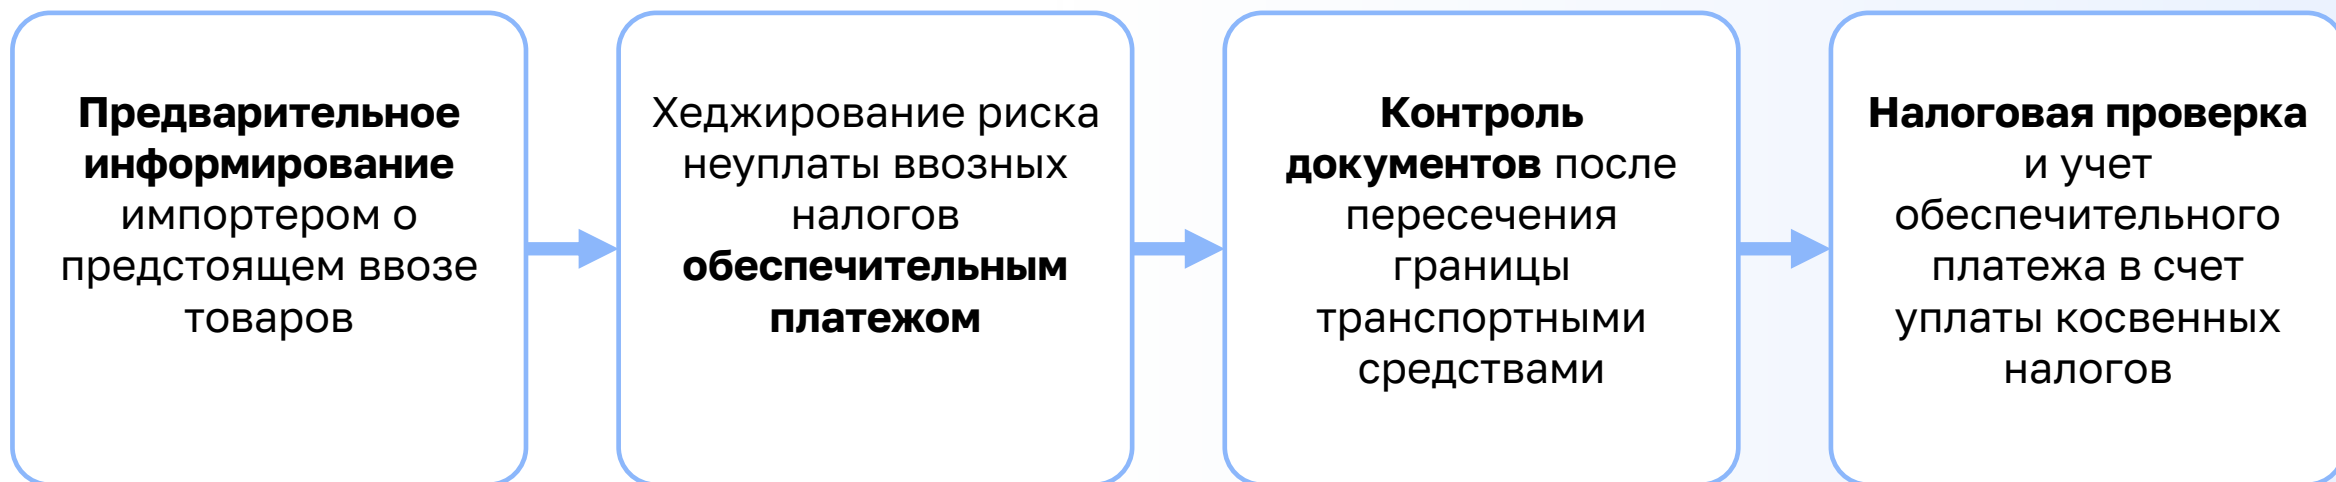 Предварительное
информирование
импортером о
предстоящем ввозе
товаров
Хеджирование риска
неуплаты ввозных
налогов
обеспечительным
платежом
Контроль
документов после
пересечения
границы
транспортными
средствами
Налоговая проверка
и учет
обеспечительного
платежа в счет
уплаты косвенных
налогов